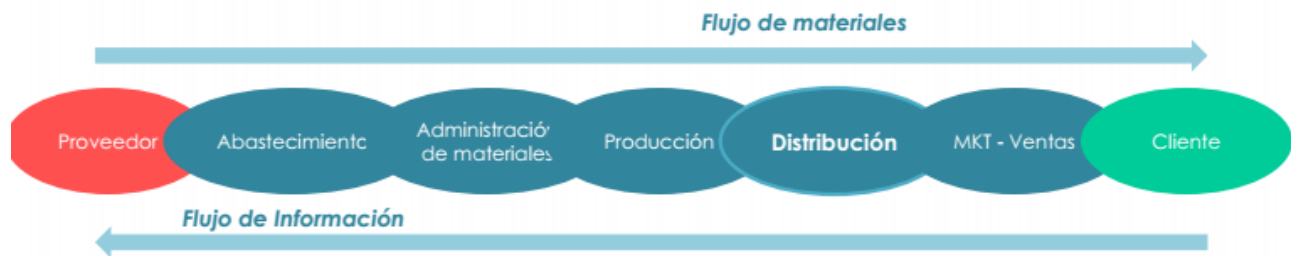 Flujo de materiales
Proveedor
Abastecimiento
Administración
de materiales
Producción
Distribución
MKT - Ventas
Cliente
Flujo de Información